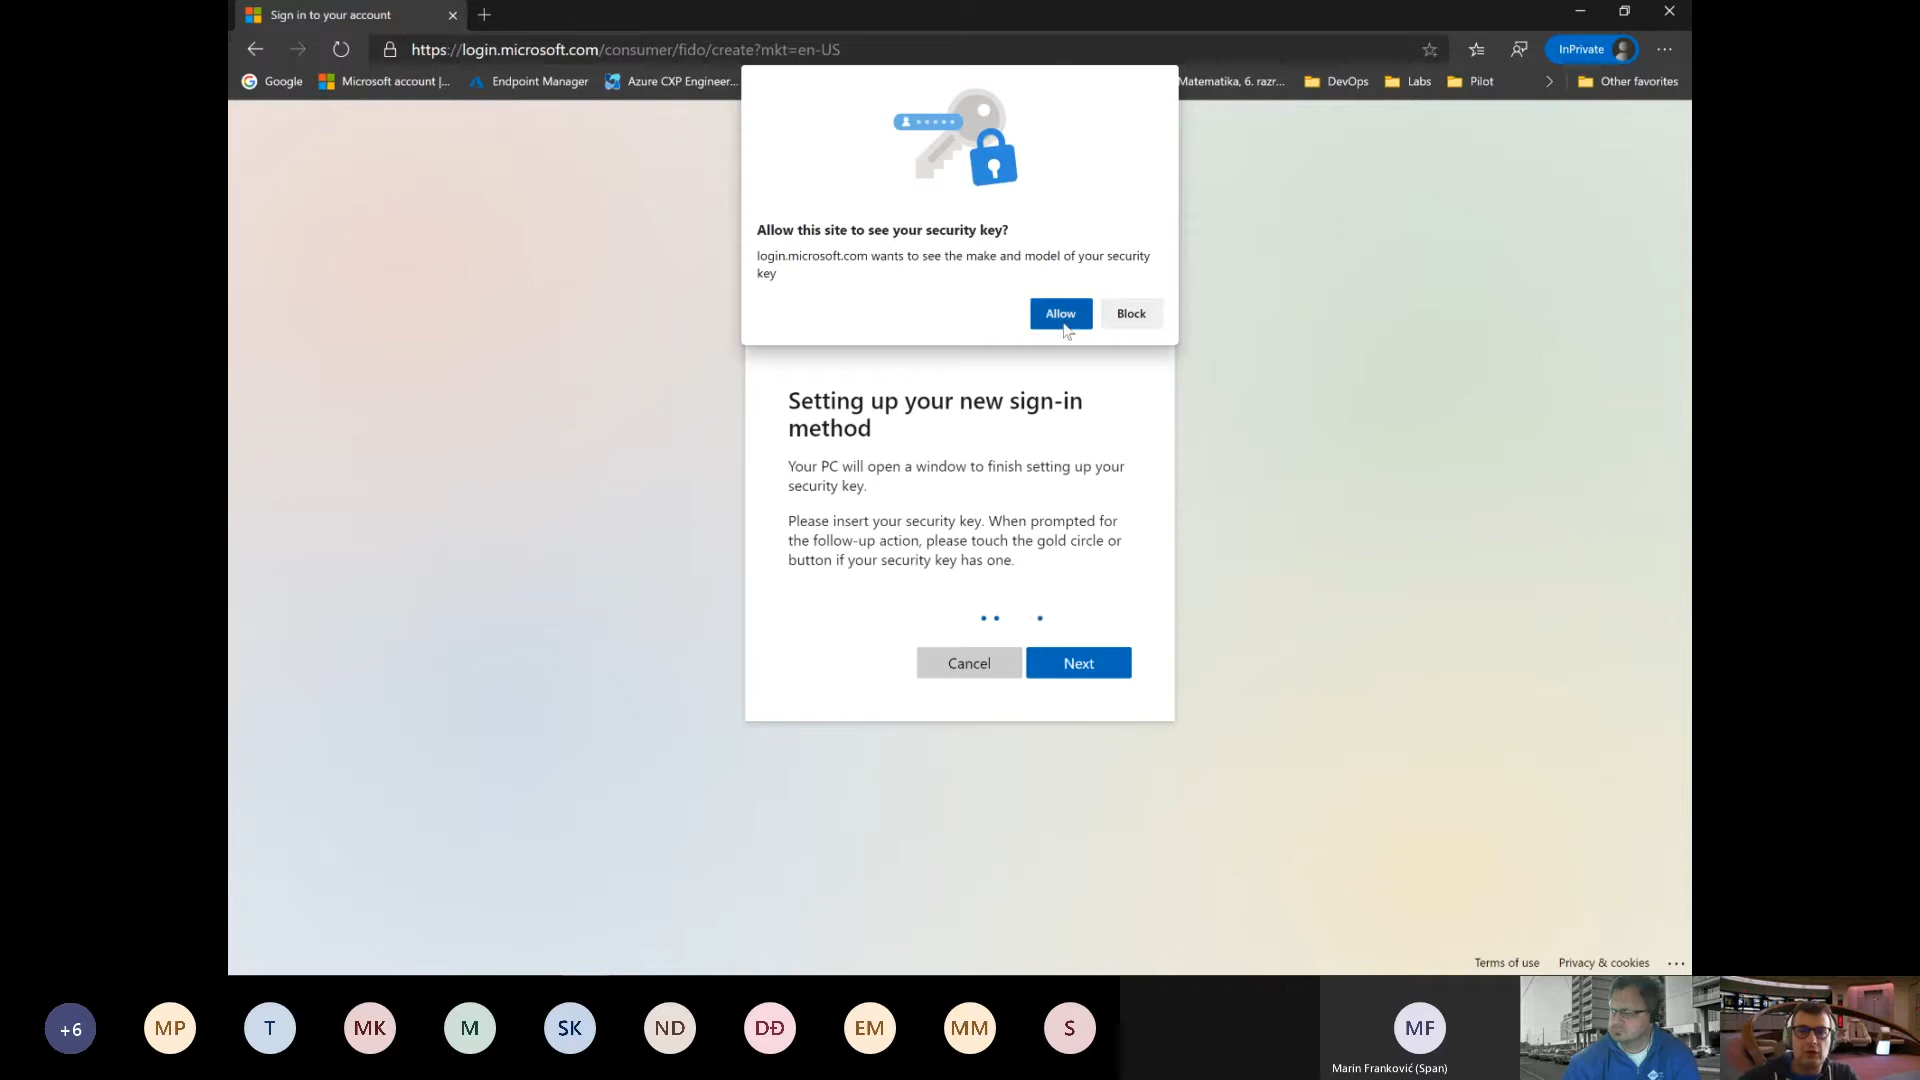 Sign in to your account
https://login.microsoft.com/consumer/fido/create?mkt=en-US
InPrivate
Google
Microsoft account |...
Endpoint Manager
Azure CXP Engineer...
Matematika, 6. razr...
DevOps
Labs
Pilot
Other favorites
Allow this site to see your security key?
login.microsoft.com wants to see the make and model of your security
key
Allow
Block
Setting up your new sign-in
method
Your PC will open a window to finish setting up your
security key.
Please insert your security key. When prompted for
the follow-up action, please touch the gold circle or
button if your security key has one.
Cancel
Next
Terms of use
Privacy & cookies
+6
MP
T
MK
M
SK
ND
DĐ
EM
MM
S
MF
Marin Franković (Span)